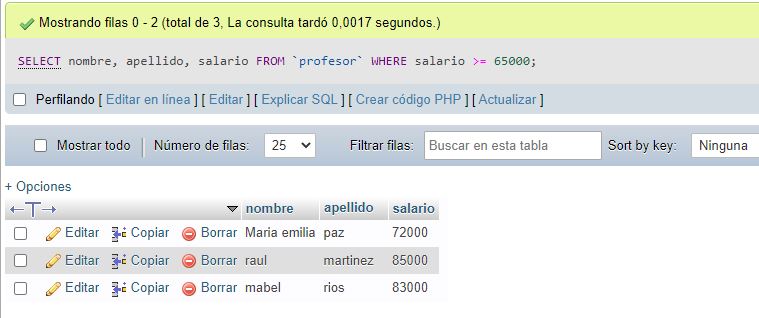 Mostrando filas 0 - 2 (total de 3, La consulta tardó 0,0017 segundos.)
SELECT nombre, apellido, salario FROM `profesor` WHERE salario >= 65000;
Perfilando [ Editar en línea ] [ Editar ] [ Explicar SQL ] [ Crear código PHP ] [ Actualizar ]
Mostrar todo Número de filas: 25 Filtrar filas: Buscar en esta tabla Sort by key: Ninguna
+ Opciones
nombre apellido salario
Editar Copiar Borrar Maria emilia paz 72000
Editar Copiar Borrar raul martinez 85000
Editar Copiar Borrar mabel rios 83000